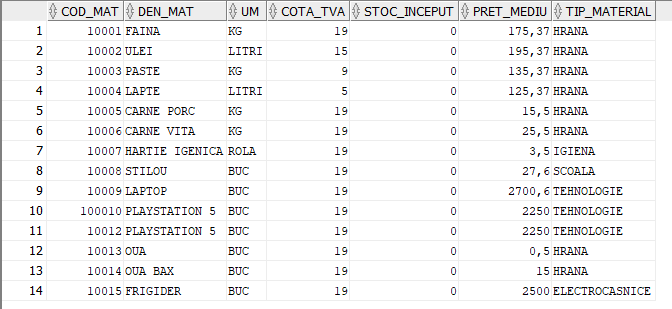 COD_MAT DEN_MAT UM COTA_TVA STOC_INCEPUT PRET_MEDIU TIP_MATERIAL
1 10001 FAINA KG 19 0 175,37 HRANA
2 10002 ULEI LITRI 15 0 195,37 HRANA
3 10003 PASTE KG 9 0 135,37 HRANA
4 10004 LAPTE LITRI 5 0 125,37 HRANA
5 10005 CARNE PORC KG 19 0 15,5 HRANA
6 10006 CARNE VITA KG 19 0 25,5 HRANA
7 10007 HARTIE IGENICA ROLA 19 0 3,5 IGIENA
8 10008 STILOU BUC 19 0 27,6 SCOALA
9 10009 LAPTOP BUC 19 0 2700,6 TEHNOLOGIE
10 100010 PLAYSTATION 5 BUC 19 0 2250 TEHNOLOGIE
11 10012 PLAYSTATION 5 BUC 19 0 2250 TEHNOLOGIE
12 10013 OUA BUC 19 0 0,5 HRANA
13 10014 OUA BAX BUC 19 0 15 HRANA
14 10015 FRIGIDER BUC 19 0 2500 ELECTROCASNICE